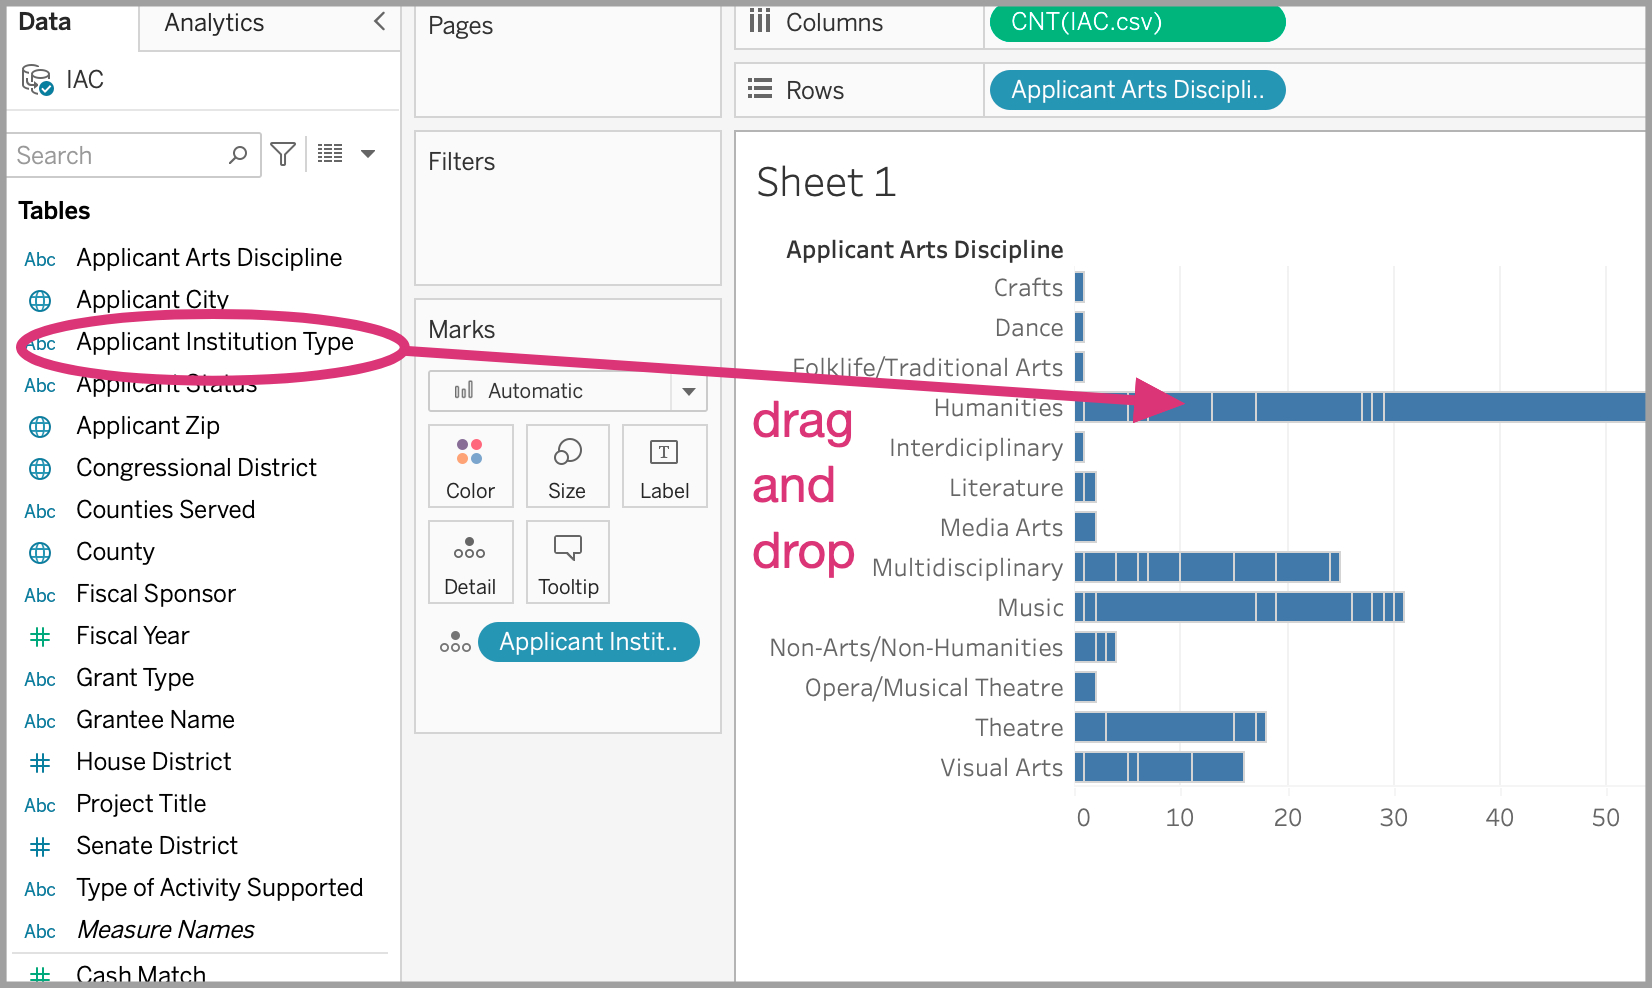 Data
Analytics
IAC
Search
Tables
Abc Applicant Arts Discipline
Applicant City
Abc Applicant Institution Type
Abc Applicant Status
Applicant Zip
Congressional District
Abc Counties Served
County
Abc Fiscal Sponsor
# Fiscal Year
Abc Grant Type
Abc Grantee Name
# House District
Abc Project Title
# Senate District
Abc Type of Activity Supported
Abc Measure Names
# Cash Match
Pages
Filters
Marks
Automatic
Color
Size
T
Label
Detail
Tooltip
Applicant Instit..
Columns
CNT(IAC.csv)
Rows
Applicant Arts Discipli..
Sheet 1
Applicant Arts Discipline
Crafts
Dance
Folklife/Traditional Arts
Humanities
Interdiciplinary
Literature
Media Arts
Multidisciplinary
Music
Non-Arts/Non-Humanities
Opera/Musical Theatre
Theatre
Visual Arts
0 10 20 30 40 50
drag
and
drop